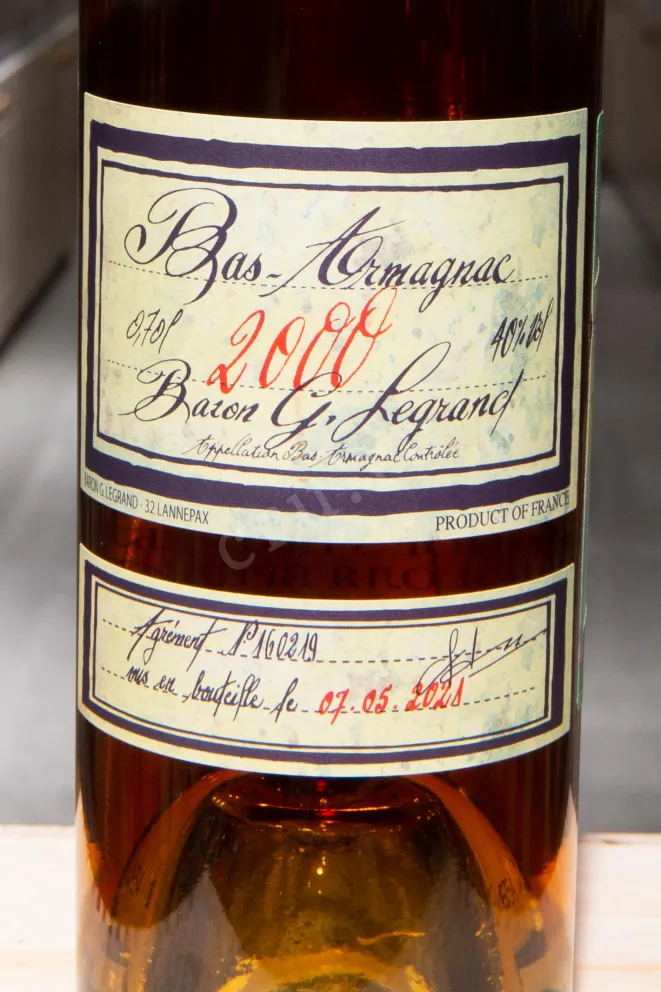 Bas-Armagnac
0,70l 2000 40% Vol
Baron G. Legrand
Appellation Bas-Armagnac Contrôlée
BARON G. LEGRAND - 32 LANNEPAX
PRODUCT OF FRANCE
Agrément N° 160219
mis en bouteille le 07.05.2021